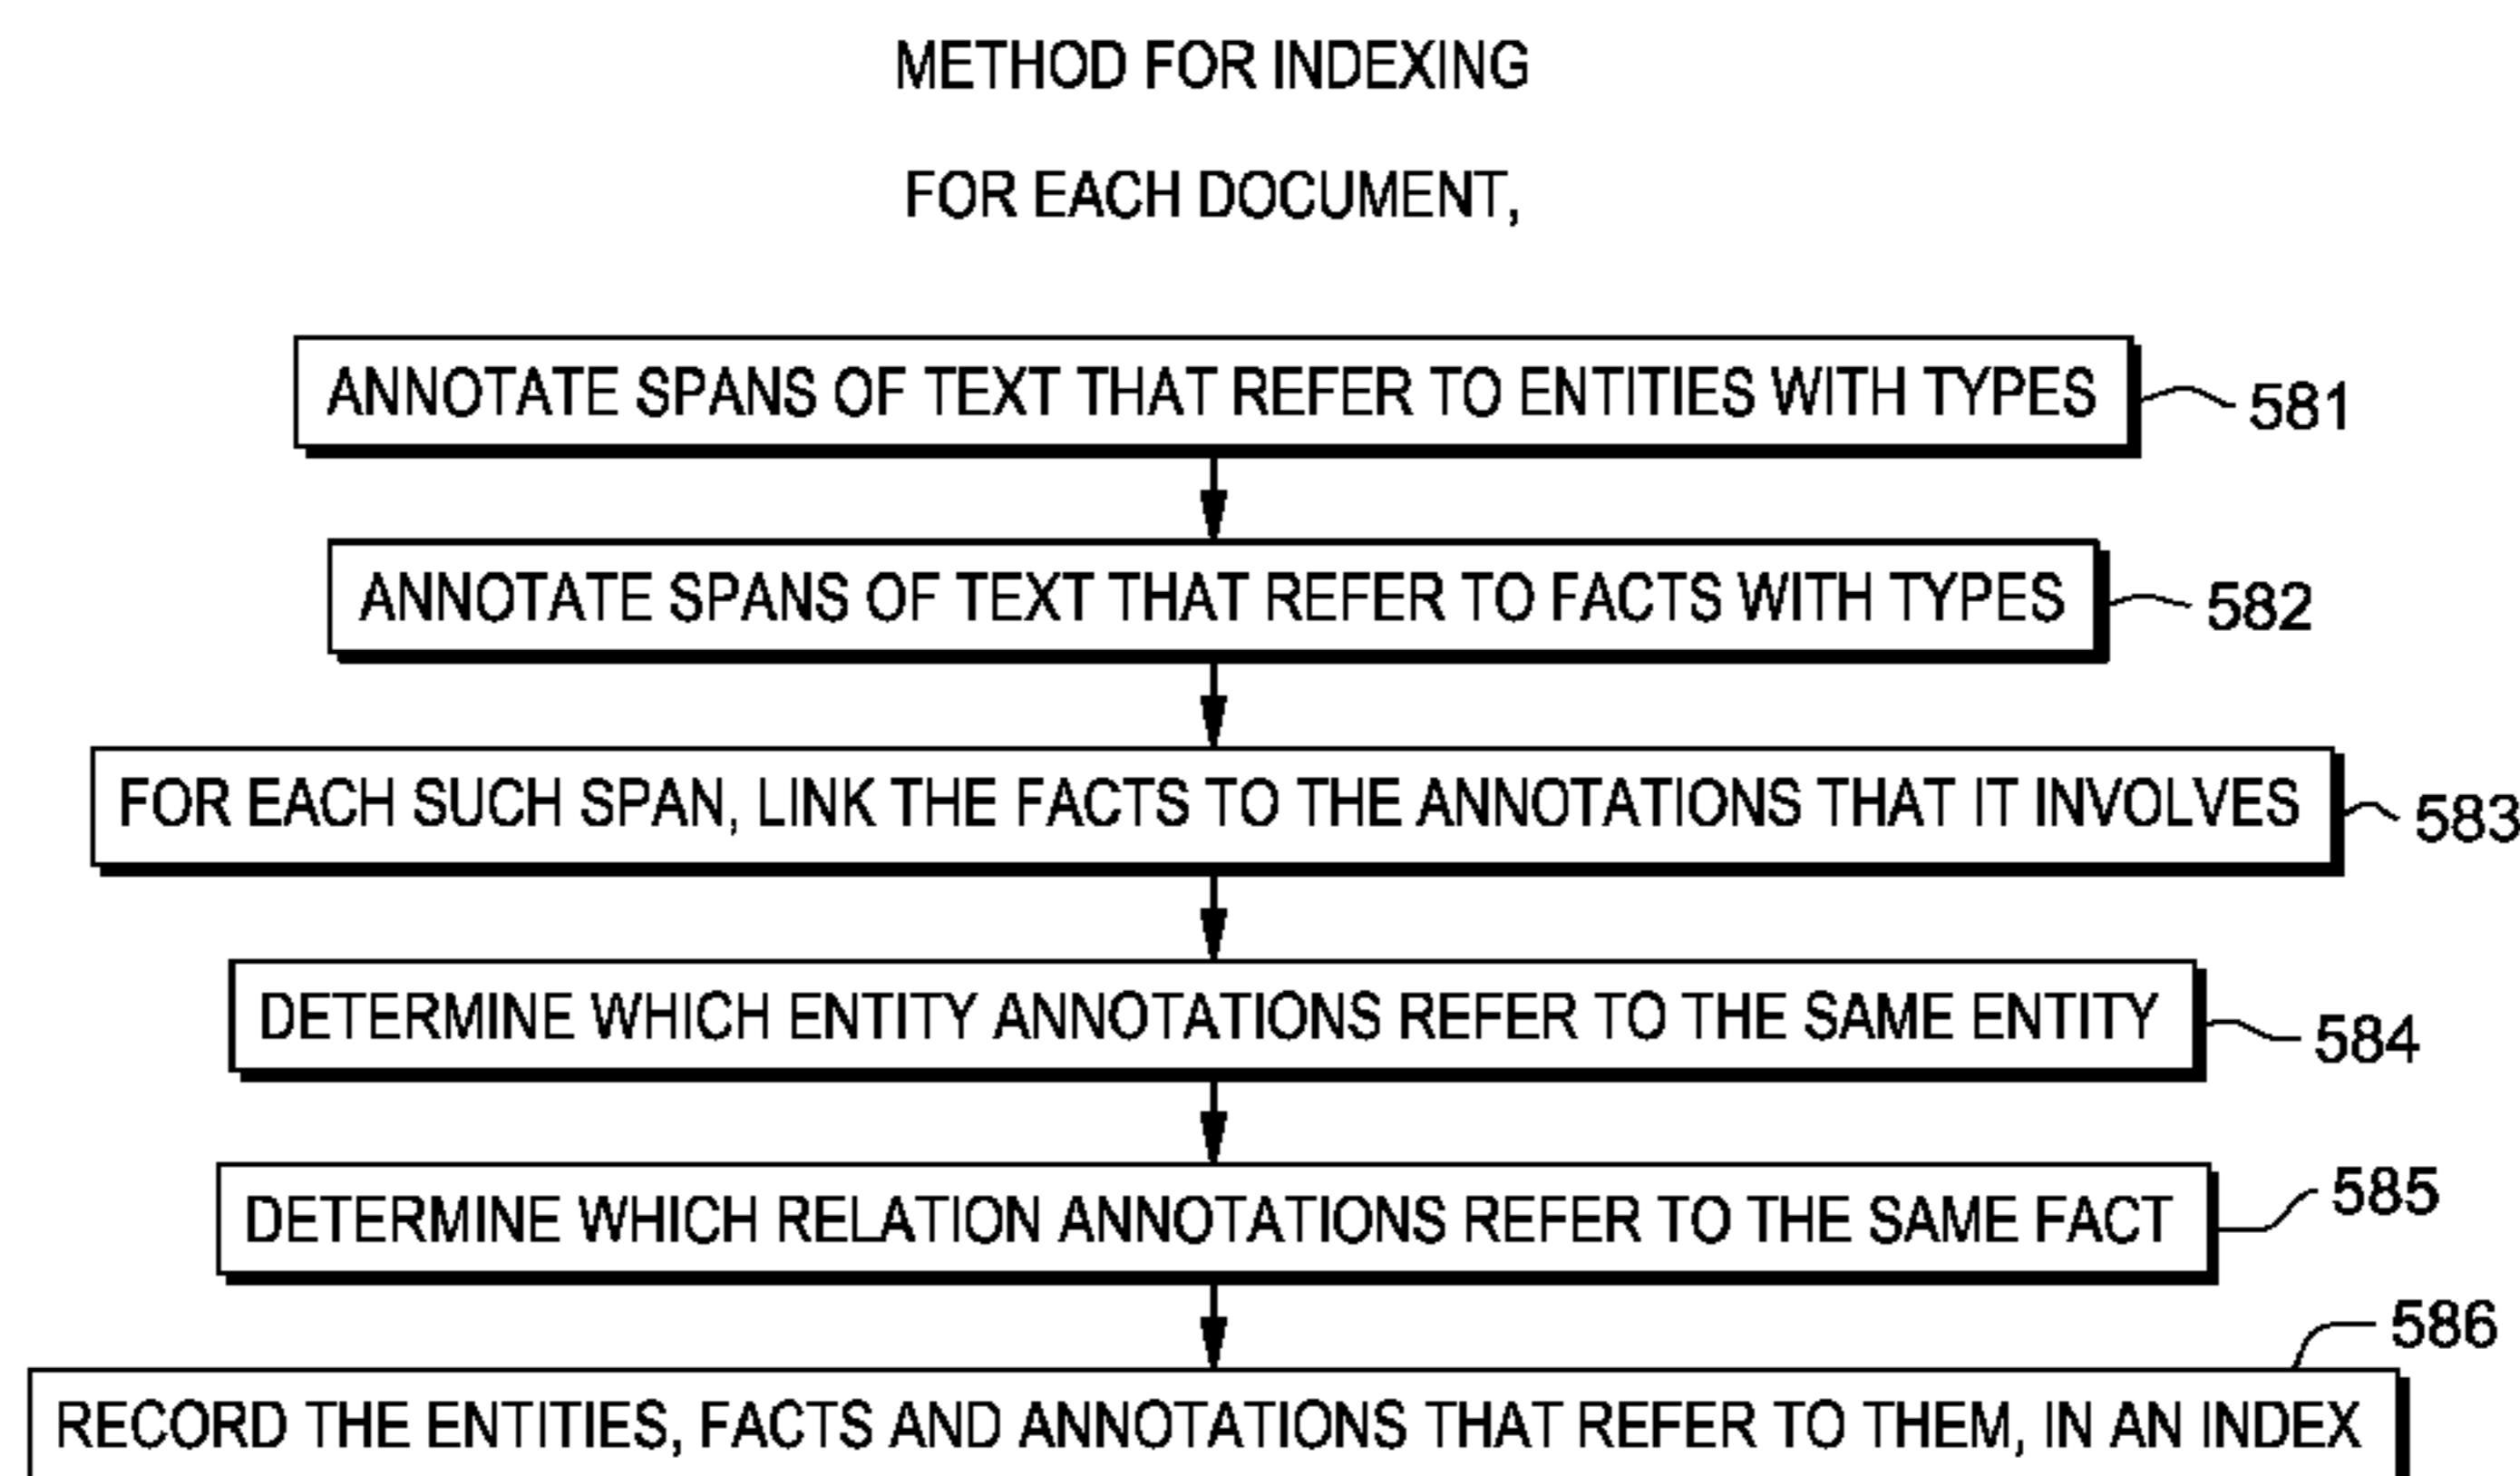 METHOD FOR INDEXING
FOR EACH DOCUMENT,
ANNOTATE SPANS OF TEXT THAT REFER TO ENTITIES WITH TYPES
581
ANNOTATE SPANS OF TEXT THAT REFER TO FACTS WITH TYPES
582
FOR EACH SUCH SPAN, LINK THE FACTS TO THE ANNOTATIONS THAT IT INVOLVES
583
DETERMINE WHICH ENTITY ANNOTATIONS REFER TO THE SAME ENTITY
584
DETERMINE WHICH RELATION ANNOTATIONS REFER TO THE SAME FACT
585
586
RECORD THE ENTITIES, FACTS AND ANNOTATIONS THAT REFER TO THEM, IN AN INDEX